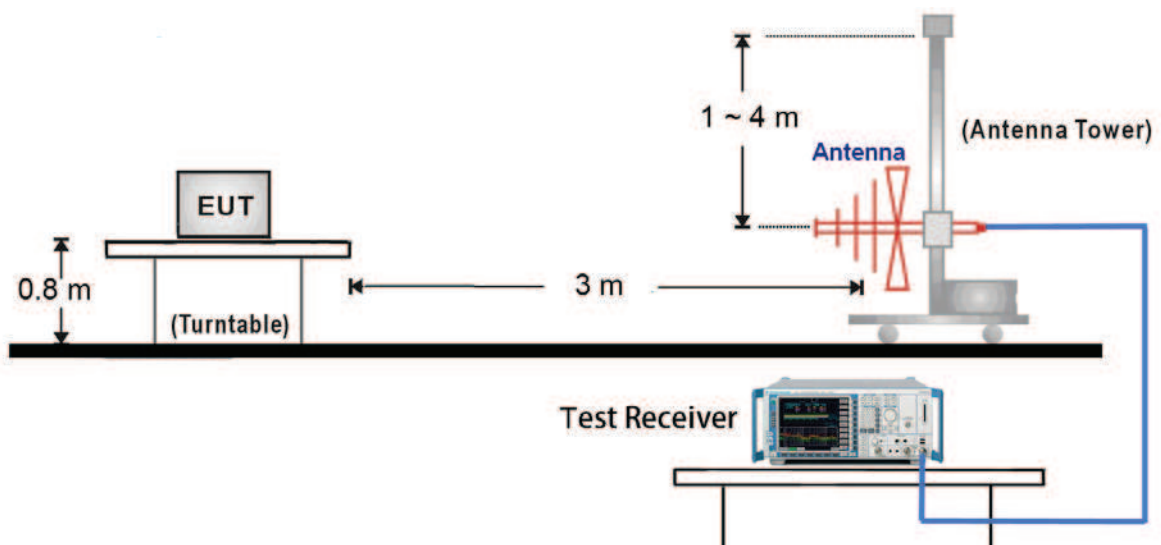 1 ~ 4 m
(Antenna Tower)
Antenna
EUT
0.8 m
3 m
(Turntable)
Test Receiver